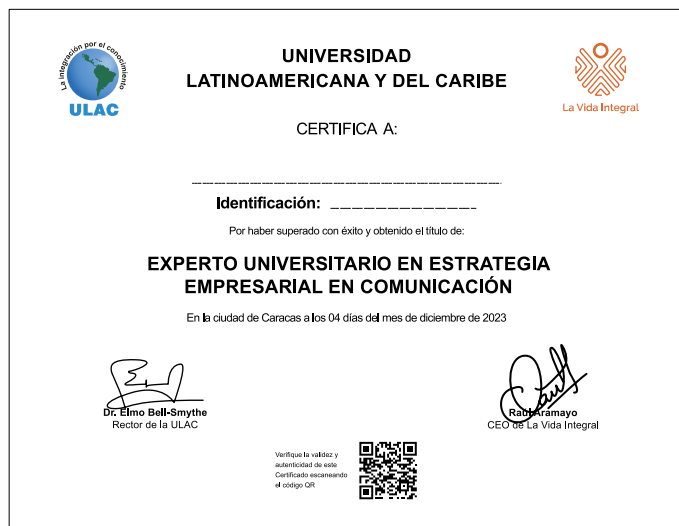 La integración por el conocimiento
ULAC
UNIVERSIDAD
LATINOAMERICANA Y DEL CARIBE
La Vida Integral
CERTIFICA A:
Identificación:
Por haber superado con éxito y obtenido el título de:
EXPERTO UNIVERSITARIO EN ESTRATEGIA
EMPRESARIAL EN COMUNICACIÓN
En la ciudad de Caracas a los 04 días del mes de diciembre de 2023
Dr. Elmo Bell-Smythe
Rector de la ULAC
Raúl Aramayo
CEO de La Vida Integral
Verifique la validez y
autenticidad de este
Certificado escaneando
el código QR